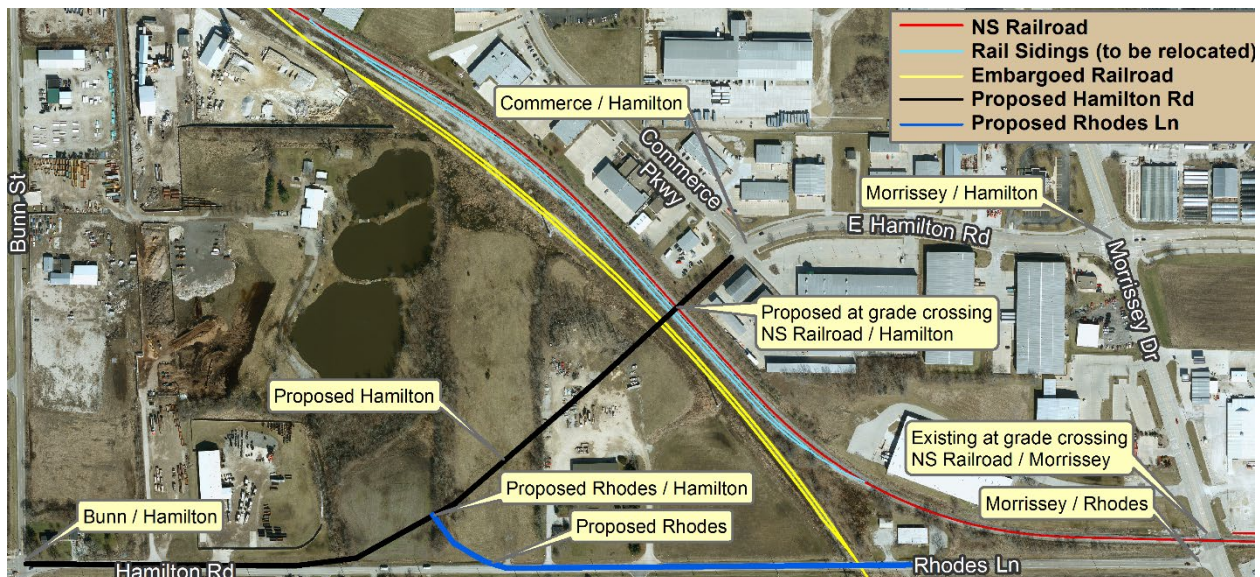 NS Railroad
Rail Sidings (to be relocated)
Embargoed Railroad
Proposed Hamilton Rd
Proposed Rhodes Ln
Commerce / Hamilton
Commerce
Pkwy
Morrissey / Hamilton
Bunn St
E Hamilton Rd
Morrissey Dr
Proposed at grade crossing
NS Railroad / Hamilton
Proposed Hamilton
Existing at grade crossing
NS Railroad / Morrissey
Proposed Rhodes / Hamilton
Morrissey / Rhodes
Bunn / Hamilton
Proposed Rhodes
Hamilton Rd
Rhodes Ln